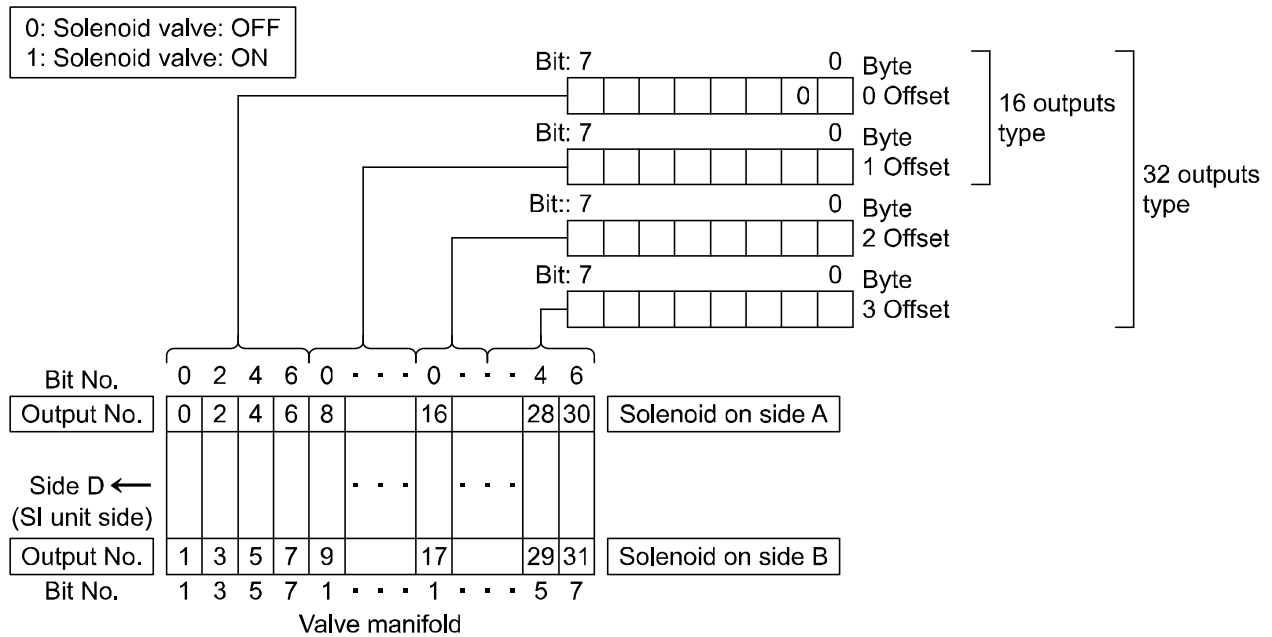 0: Solenoid valve: OFF
1: Solenoid valve: ON
Bit: 7 0 Byte
0 0 Offset
Bit: 7 0 Byte
1 Offset
16 outputs
type
Bit:: 7 0 Byte
2 Offset
Bit: 7 0 Byte
3 Offset
32 outputs
type
Bit No. 0 2 4 6 0 · · · 0 · · · 4 6
Output No. 0 2 4 6 8 16 28 30 Solenoid on side A
Side D ← · · · · · ·
(SI unit side)
Output No. 1 3 5 7 9 17 29 31 Solenoid on side B
Bit No. 1 3 5 7 1 · · · 1 · · · 5 7
Valve manifold